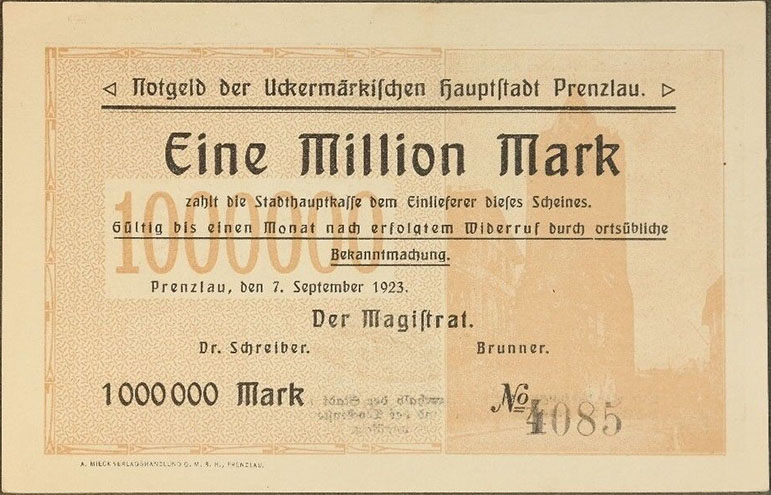 ◁ Notgeld der Uckermärkischen Hauptstadt Prenzlau. ▷
Eine Million Mark
zahlt die Stadthauptkasse dem Einlieferer dieses Scheines.
1000000
Gültig bis einen Monat nach erfolgtem Widerruf durch ortsübliche
Bekanntmachung.
Prenzlau, den 7. September 1923.
Der Magistrat.
Dr. Schreiber. Brunner.
1000000 Mark No 4085
A. MIECK VERLAGSHANDLUNG G. M. B. H., PRENZLAU.